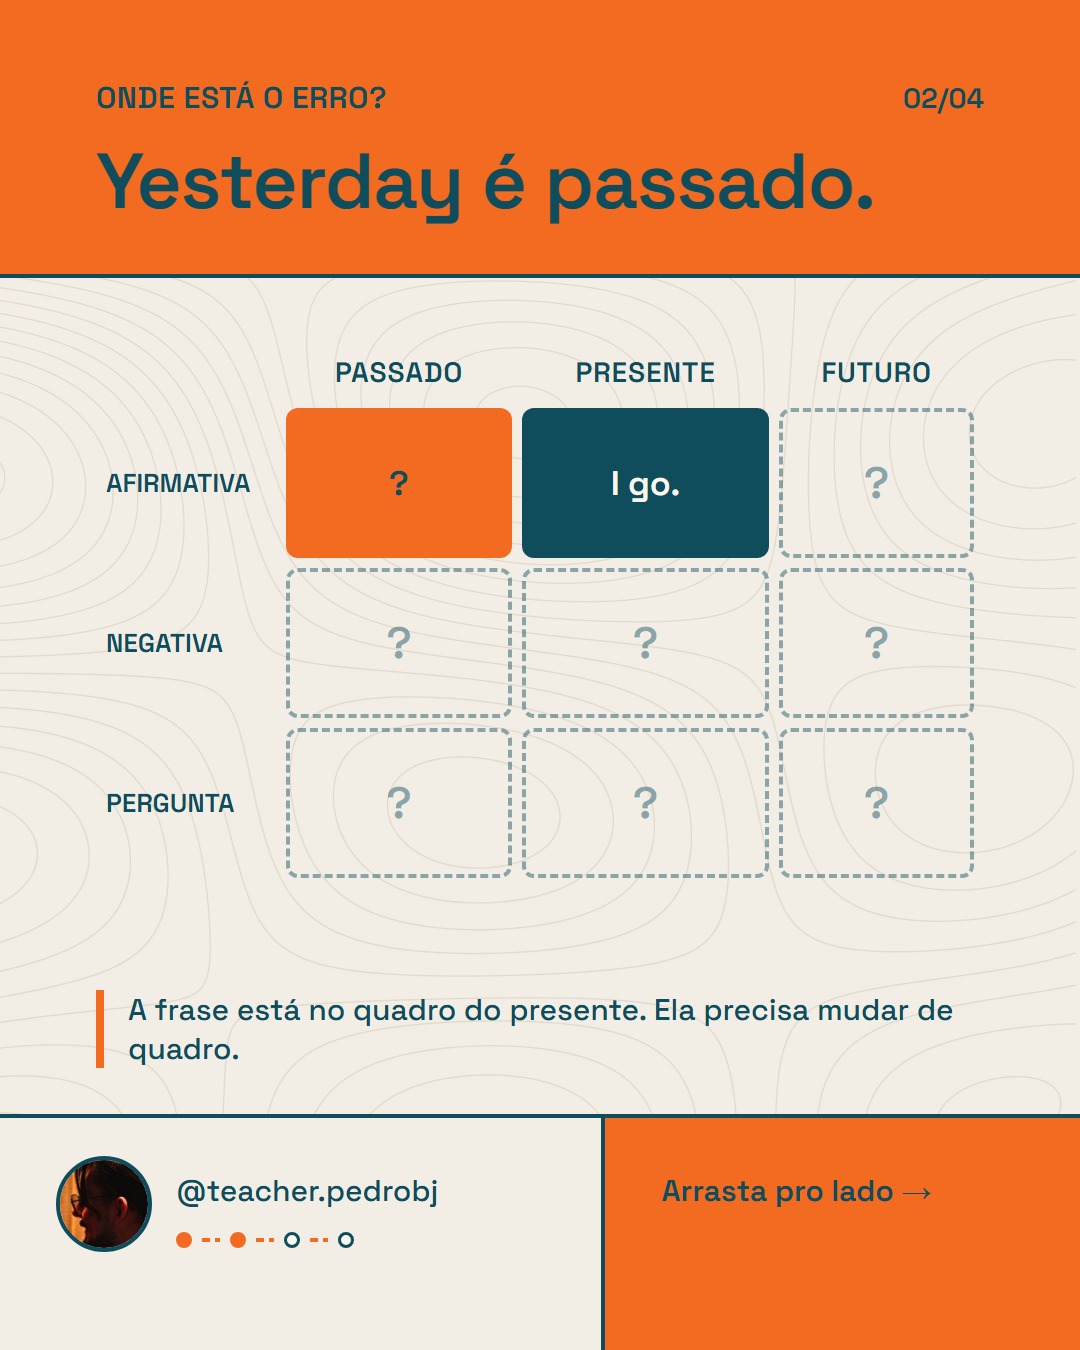 ONDE ESTÁ O ERRO?
02/04
Yesterday é passado.
PASSADO PRESENTE FUTURO
AFIRMATIVA ? I go. ?
NEGATIVA ? ? ?
PERGUNTA ? ? ?
A frase está no quadro do presente. Ela precisa mudar de
quadro.
@teacher.pedrobj
Arrasta pro lado →